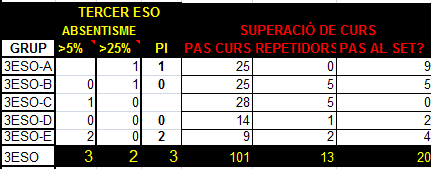 TERCER ESO
ABSENTISME SUPERACIÓ DE CURS
GRUP >5% >25% PI PAS CURS REPETIDORS PAS AL SET?
3ESO-A 1 1 25 0 9
3ESO-B 0 1 0 25 5 5
3ESO-C 1 0 28 5 0
3ESO-D 0 0 0 14 1 2
3ESO-E 2 0 2 9 2 4
3ESO 3 2 3 101 13 20